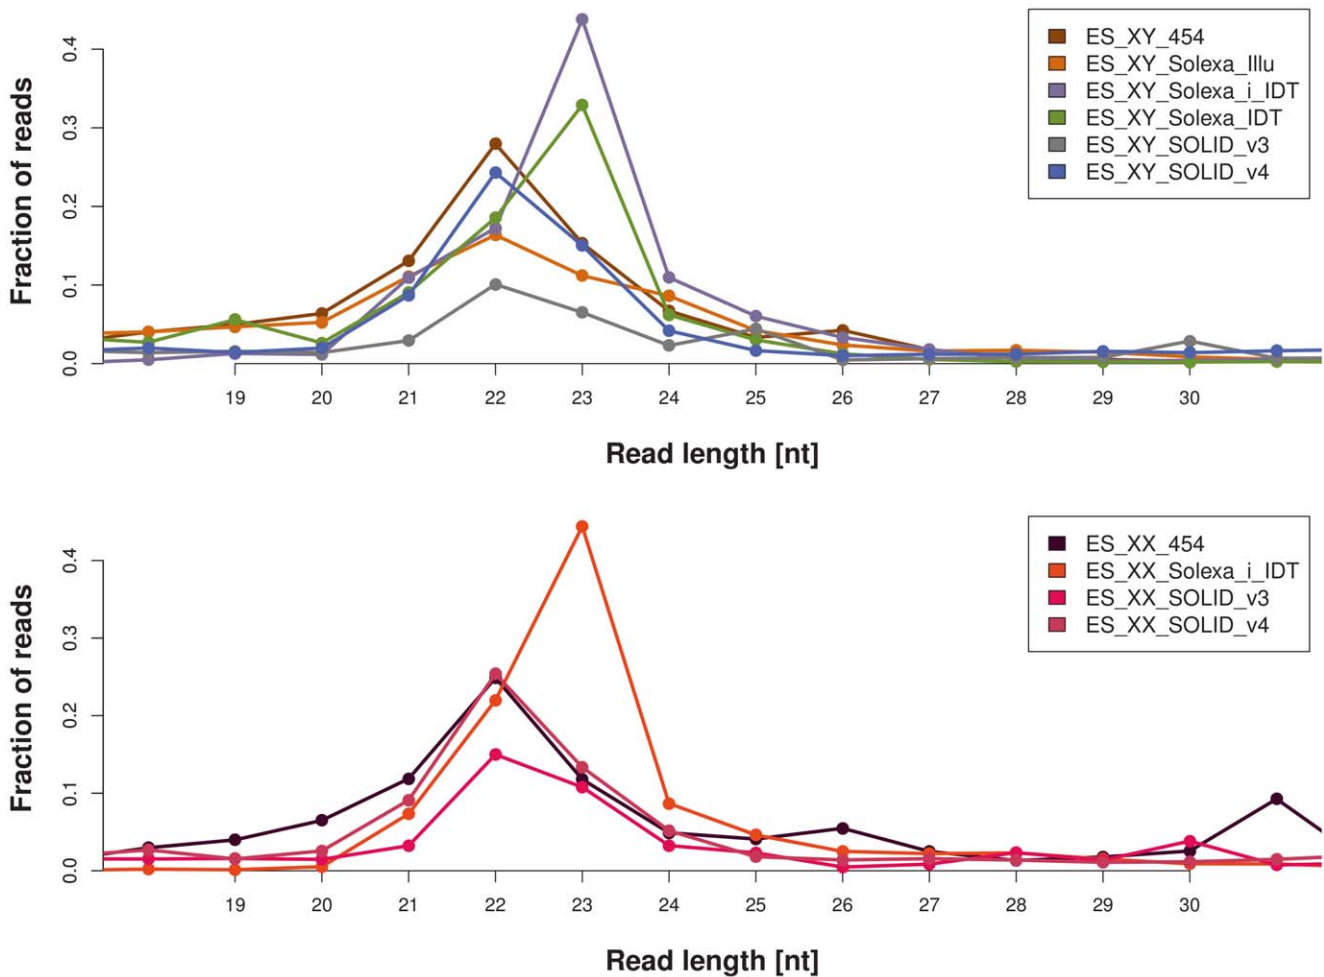 Fraction of reads
0.4
0.3
0.2
0.1
0.0
19 20 21 22 23 24 25 26 27 28 29 30
Read length [nt]
ES_XY_454
ES_XY_Solexa_Illu
ES_XY_Solexa_i_IDT
ES_XY_Solexa_IDT
ES_XY_SOLID_v3
ES_XY_SOLID_v4
Fraction of reads
0.4
0.3
0.2
0.1
0.0
19 20 21 22 23 24 25 26 27 28 29 30
Read length [nt]
ES_XX_454
ES_XX_Solexa_i_IDT
ES_XX_SOLID_v3
ES_XX_SOLID_v4